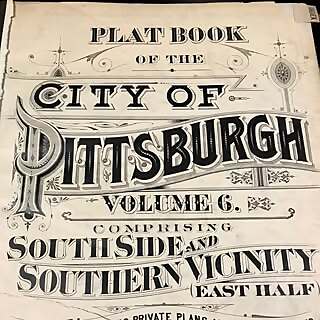 PLAT BOOK
OF THE
CITY OF
PITTSBURGH
VOLUME 6.
COMPRISING
SOUTH SIDE AND
SOUTHERN VICINITY
(EAST HALF)
PRIVATE PLANS